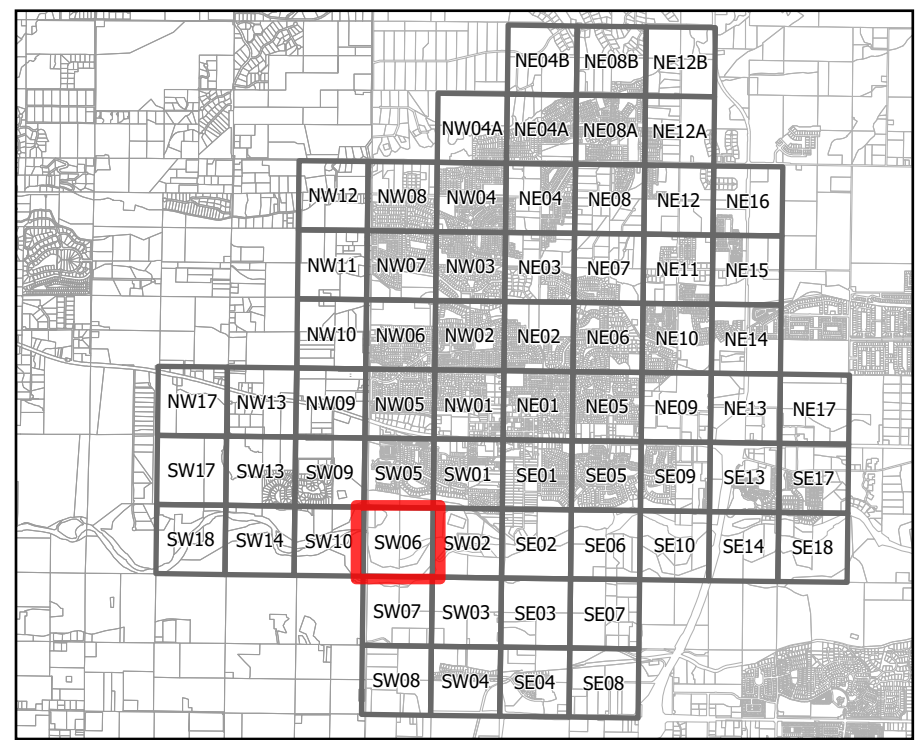 NE04B NE08B NE12B
NW04A NE04A NE08A NE12A
NW12 NW08 NW04 NE04 NE08 NE12 NE16
NW11 NW07 NW03 NE03 NE07 NE11 NE15
NW10 NW06 NW02 NE02 NE06 NE10 NE14
NW17 NW13 NW09 NW05 NW01 NE01 NE05 NE09 NE13 NE17
SW17 SW13 SW09 SW05 SW01 SE01 SE05 SE09 SE13 SE17
SW18 SW14 SW10 SW06 SW02 SE02 SE06 SE10 SE14 SE18
SW07 SW03 SE03 SE07
SW08 SW04 SE04 SE08